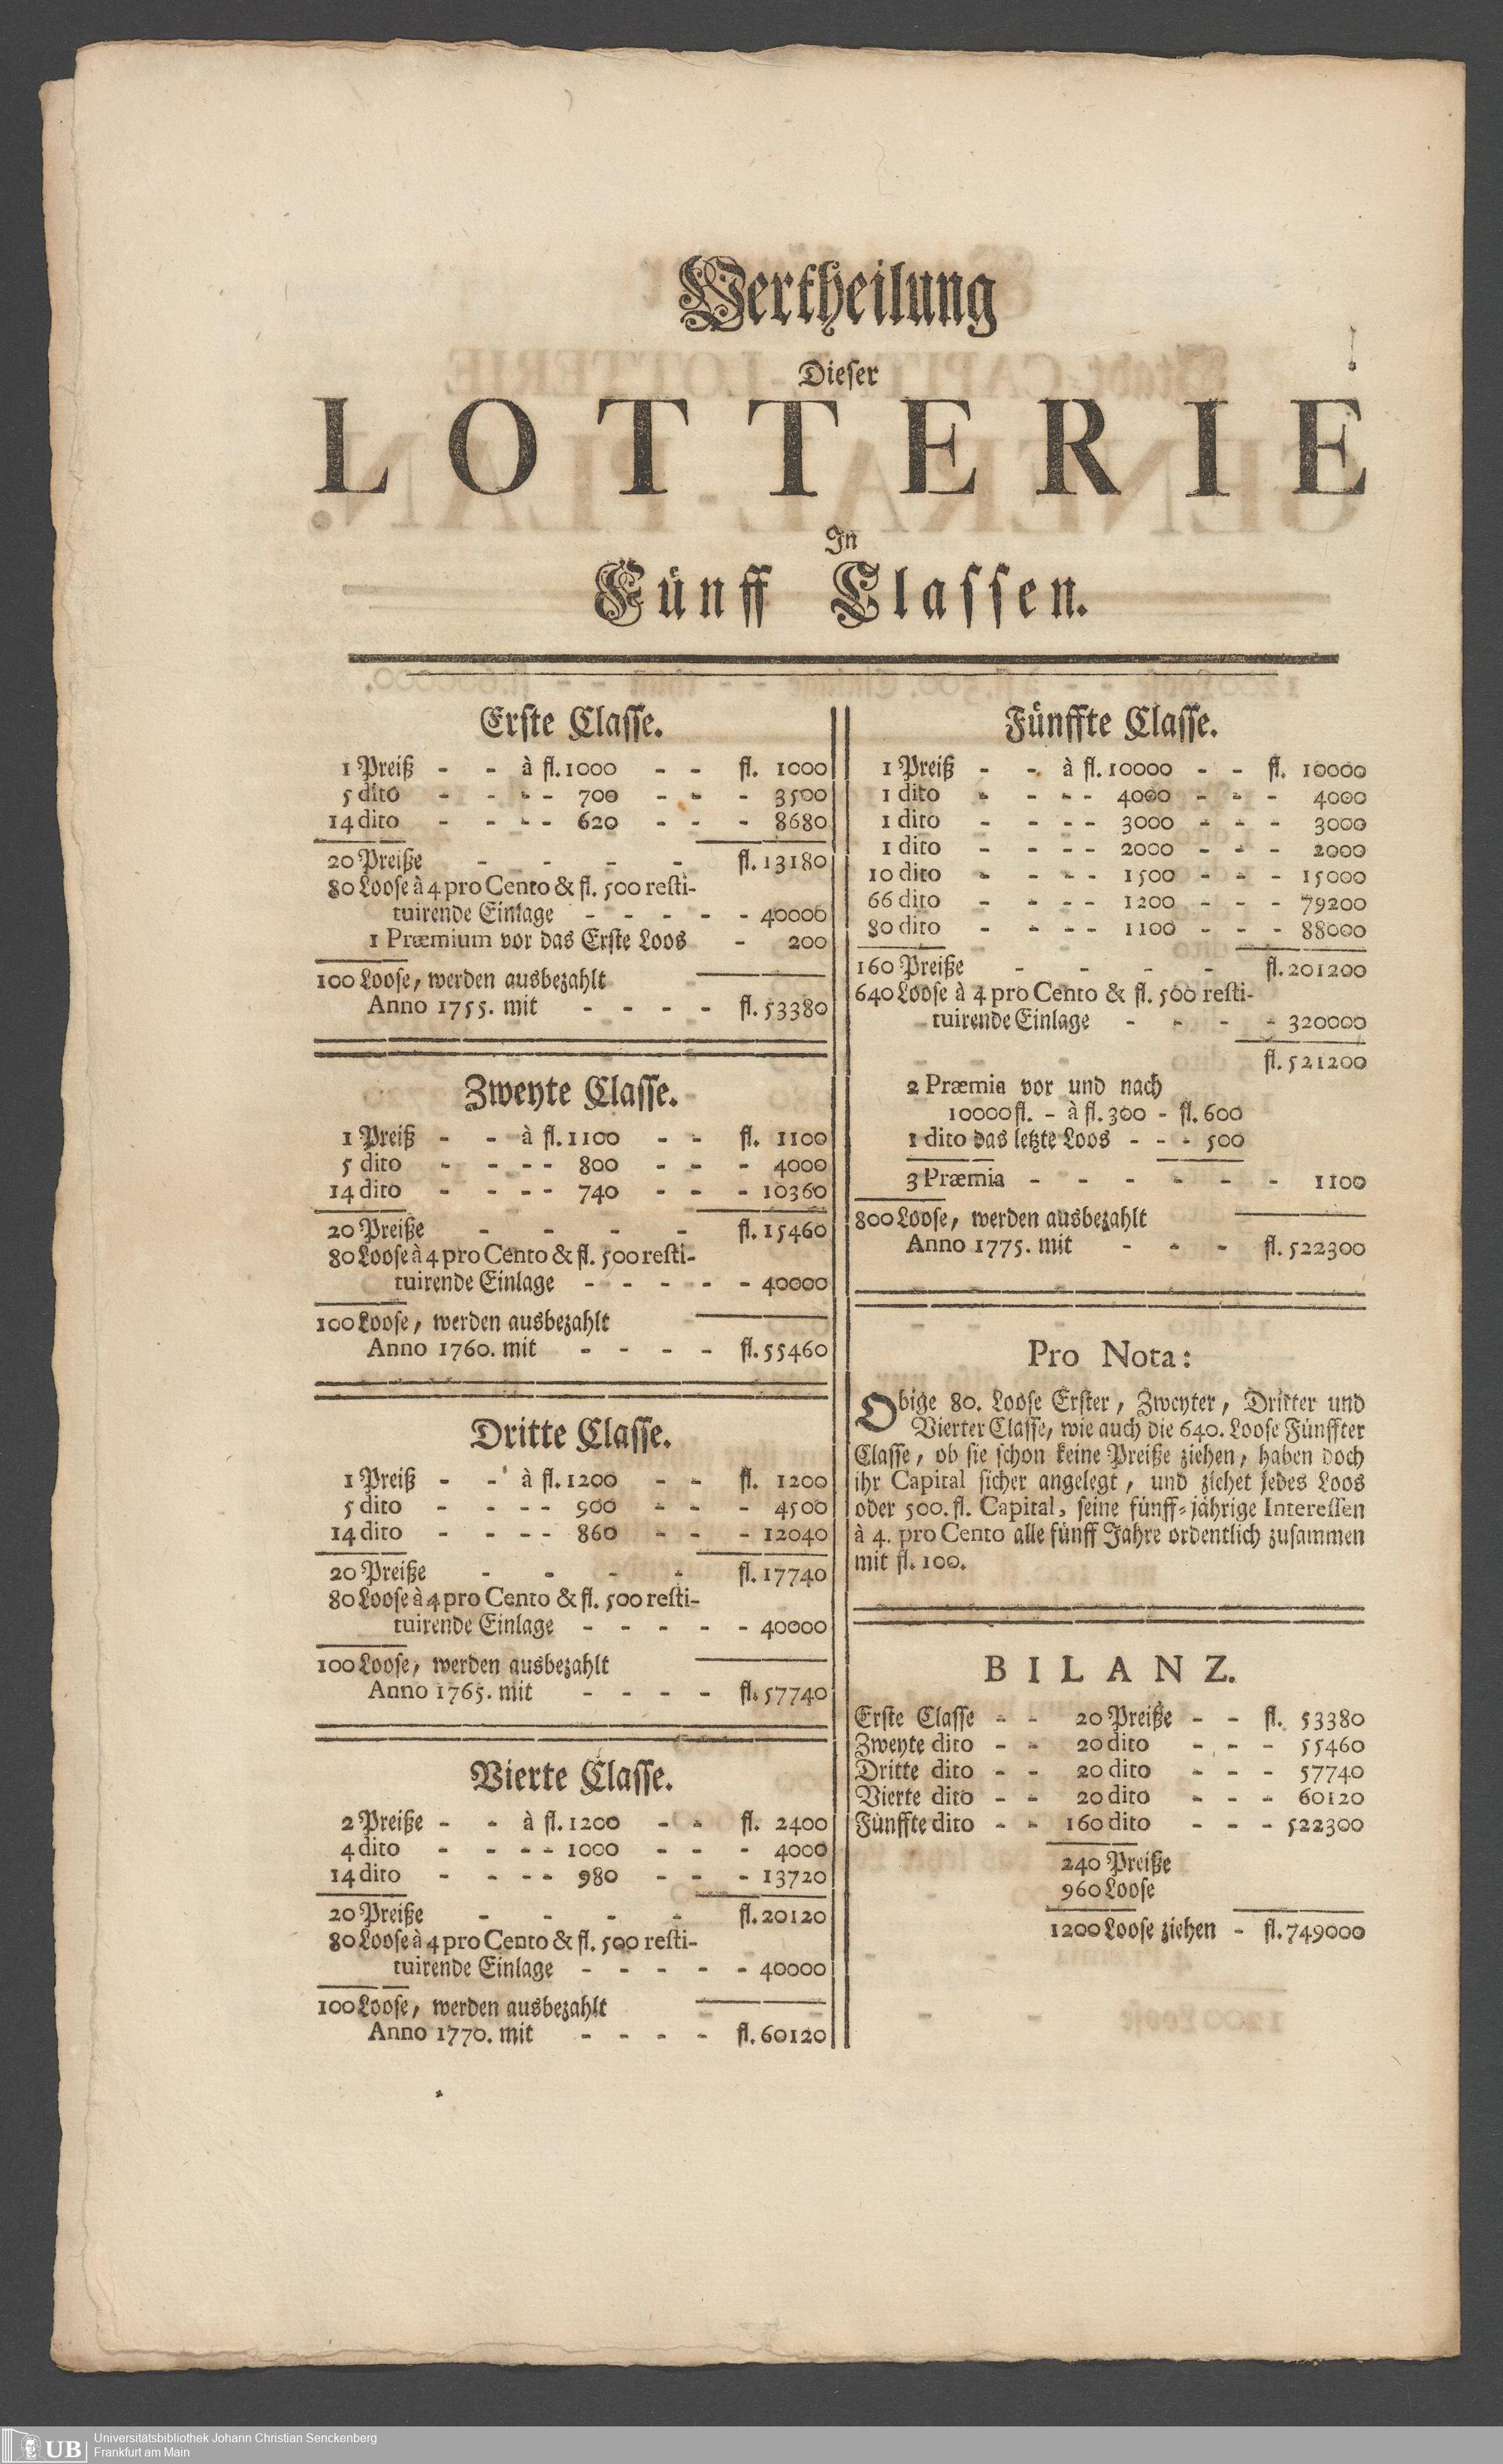 Vertheilung
Dieser
LOTTERIE
In
Fünff Classen.
Erste Classe.
1 Preiß - - à fl. 1000 - - fl. 1000
5 dito - - - - 700 - - - 3500
14 dito - - - - 620 - - - 8680
20 Preiße - - - - fl. 13180
80 Loose à 4 pro Cento & fl. 500 resti-
tuirende Einlage - - - - - 40000
1 Præmium vor das Erste Loos - 200
100 Loose, werden ausbezahlt
Anno 1755. mit - - - - fl. 53380
Zweyte Classe.
1 Preiß - - à fl. 1100 - - fl. 1100
5 dito - - - - 800 - - - 4000
14 dito - - - - 740 - - - 10360
20 Preiße - - - - fl. 15460
80 Loose à 4 pro Cento & fl. 500 resti-
tuirende Einlage - - - - - 40000
100 Loose, werden ausbezahlt
Anno 1760. mit - - - - fl. 55460
Dritte Classe.
1 Preiß - - à fl. 1200 - - fl. 1200
5 dito - - - - 900 - - - 4500
14 dito - - - - 860 - - - 12040
20 Preiße - - - - fl. 17740
80 Loose à 4 pro Cento & fl. 500 resti-
tuirende Einlage - - - - - 40000
100 Loose, werden ausbezahlt
Anno 1765. mit - - - - fl. 57740
Vierte Classe.
2 Preiße - - à fl. 1200 - - fl. 2400
4 dito - - - - 1000 - - - 4000
14 dito - - - - 980 - - - 13720
20 Preiße - - - - fl. 20120
80 Loose à 4 pro Cento & fl. 500 resti-
tuirende Einlage - - - - - 40000
100 Loose, werden ausbezahlt
Anno 1770. mit - - - - fl. 60120
Fünffte Classe.
1 Preiß - - à fl. 10000 - - fl. 10000
1 dito - - - - 4000 - - - 4000
1 dito - - - - 3000 - - - 3000
1 dito - - - - 2000 - - - 2000
10 dito - - - - 1500 - - - 15000
66 dito - - - - 1200 - - - 79200
80 dito - - - - 1100 - - - 88000
160 Preiße - - - - fl. 201200
640 Loose à 4 pro Cento & fl. 500 resti-
tuirende Einlage - - - - 320000
fl. 521200
2 Præmia vor und nach
10000 fl. - à fl. 300 - fl. 600
1 dito das letzte Loos - - - 500
3 Præmia - - - - - - 1100
800 Loose, werden ausbezahlt
Anno 1775. mit - - - fl. 522300
Pro Nota:
Obige 80. Loose Erster, Zweyter, Dritter und
Vierter Classe, wie auch die 640. Loose Fünffter
Classe, ob sie schon keine Preiße ziehen, haben doch
ihr Capital sicher angelegt, und ziehet jedes Loos
oder 500. fl. Capital, seine fünff-jährige Interessen
à 4. pro Cento alle fünff Jahre ordentlich zusammen
mit fl. 100.
BILANZ.
Erste Classe - - 20 Preiße - - fl. 53380
Zweyte dito - - 20 dito - - - 55460
Dritte dito - - 20 dito - - - 57740
Vierte dito - - 20 dito - - - 60120
Fünffte dito - - 160 dito - - - 522300
240 Preiße
960 Loose
1200 Loose ziehen - fl. 749000
UB
Universitätsbibliothek Johann Christian Senckenberg
Frankfurt am Main